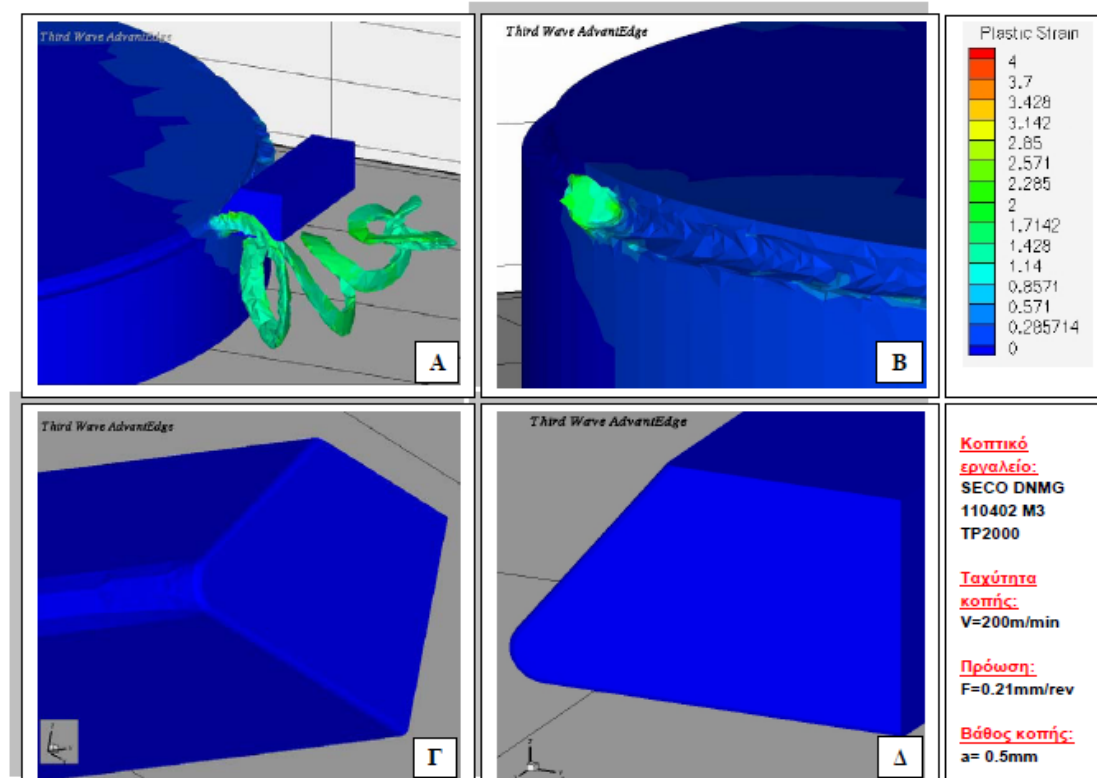 Third Wave AdvantEdge
A
Third Wave AdvantEdge
B
Plastic Strain
4
3.7
3.428
3.142
2.85
2.571
2.285
2
1.7142
1.428
1.14
0.8571
0.571
0.285714
0
Third Wave AdvantEdge
Γ
Third Wave AdvantEdge
Δ
Κοπτικό
εργαλείο:
SECO DNMG
110402 M3
TP2000
Ταχύτητα
κοπής:
V=200m/min
Πρόωση:
F=0.21mm/rev
Βάθος κοπής:
a= 0.5mm